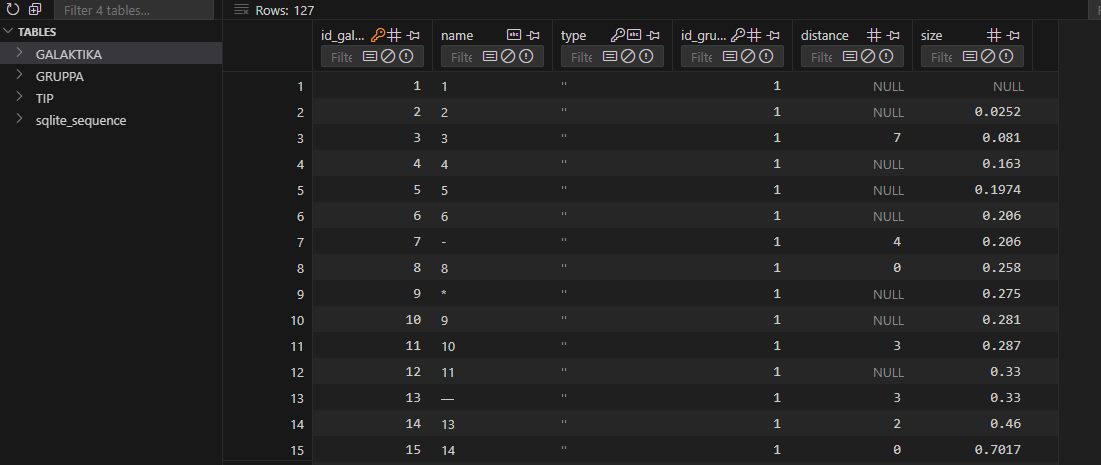 Filter 4 tables...
Rows: 127
TABLES
GALAKTIKA
GRUPPA
TIP
sqlite_sequence
id_gal... name type id_gru... distance size
Filte Filte Filte Filte Filte Filte
1 1 1 '' 1 NULL NULL
2 2 2 '' 1 NULL 0.0252
3 3 3 '' 1 7 0.081
4 4 4 '' 1 NULL 0.163
5 5 5 '' 1 NULL 0.1974
6 6 6 '' 1 NULL 0.206
7 7 - '' 1 4 0.206
8 8 8 '' 1 0 0.258
9 9 * '' 1 NULL 0.275
10 10 9 '' 1 NULL 0.281
11 11 10 '' 1 3 0.287
12 12 11 '' 1 NULL 0.33
13 13 — '' 1 3 0.33
14 14 13 '' 1 2 0.46
15 15 14 '' 1 0 0.7017